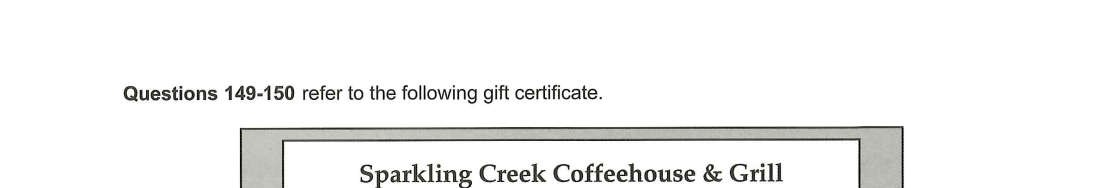 Questions 149-150 refer to the following gift certificate.
Sparkling Creek Coffeehouse & Grill